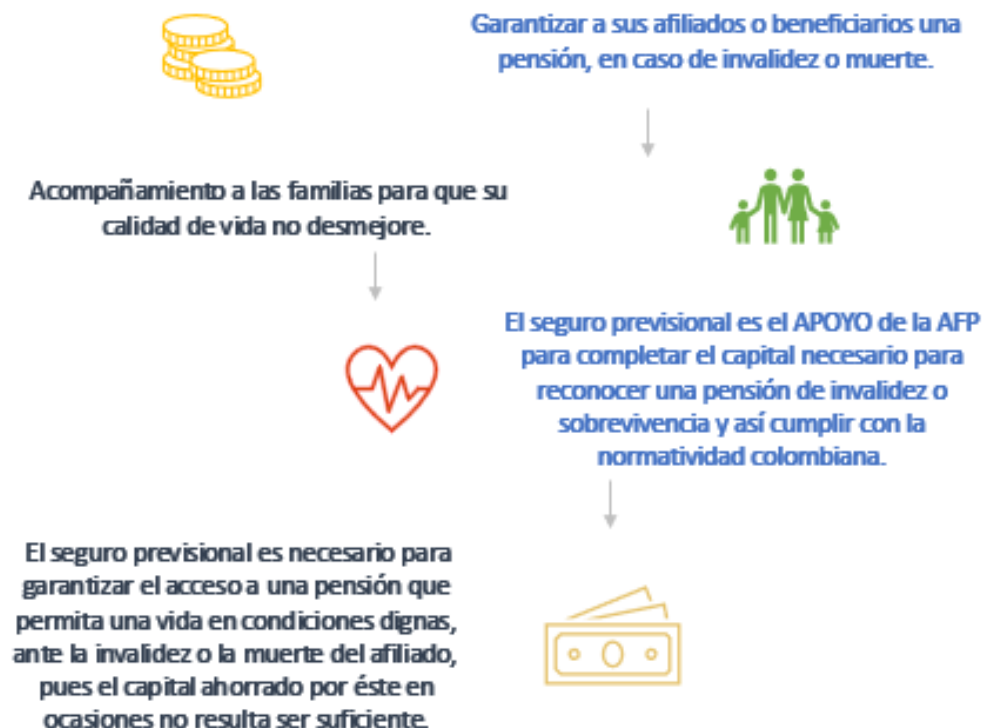 Garantizar a sus afiliados o beneficiarios una
pensión, en caso de invalidez o muerte.
Acompañamiento a las familias para que su
calidad de vida no desmejore.
El seguro previsional es el APOYO de la AFP
para completar el capital necesario para
reconocer una pensión de invalidez o
sobrevivencia y así cumplir con la
normatividad colombiana.
El seguro previsional es necesario para
garantizar el acceso a una pensión que
permita una vida en condiciones dignas,
ante la invalidez o la muerte del afiliado,
pues el capital ahorrado por éste en
ocasiones no resulta ser suficiente.